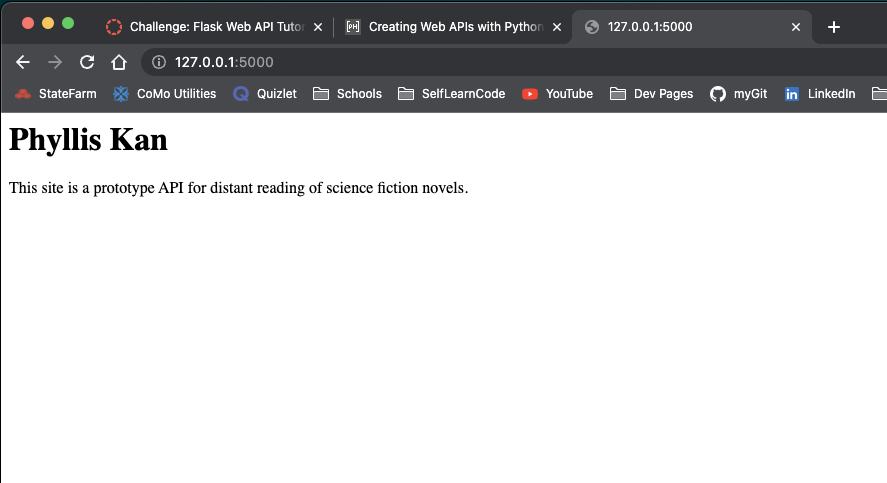 Challenge: Flask Web API Tutor
Creating Web APIs with Python
127.0.0.1:5000
127.0.0.1:5000
StateFarm CoMo Utilities Quizlet Schools SelfLearnCode YouTube Dev Pages myGit LinkedIn
Phyllis Kan
This site is a prototype API for distant reading of science fiction novels.